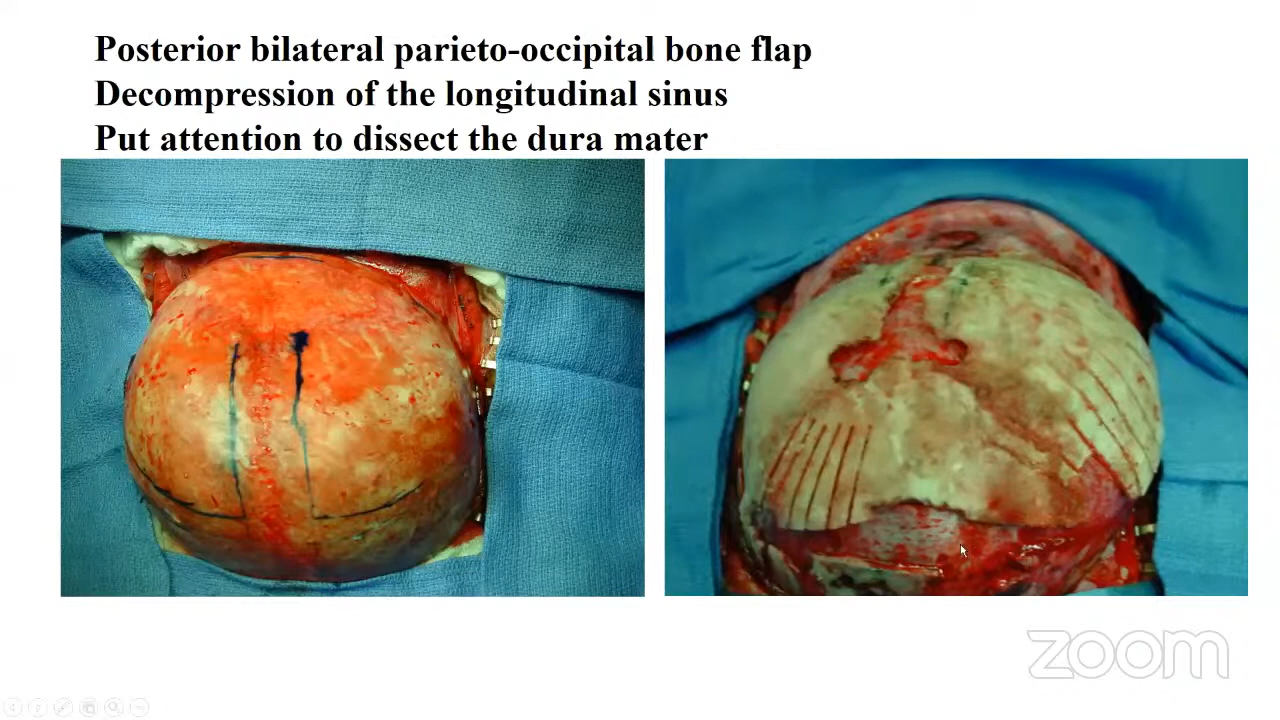 Posterior bilateral parieto-occipital bone flap
Decompression of the longitudinal sinus
Put attention to dissect the dura mater
zoom